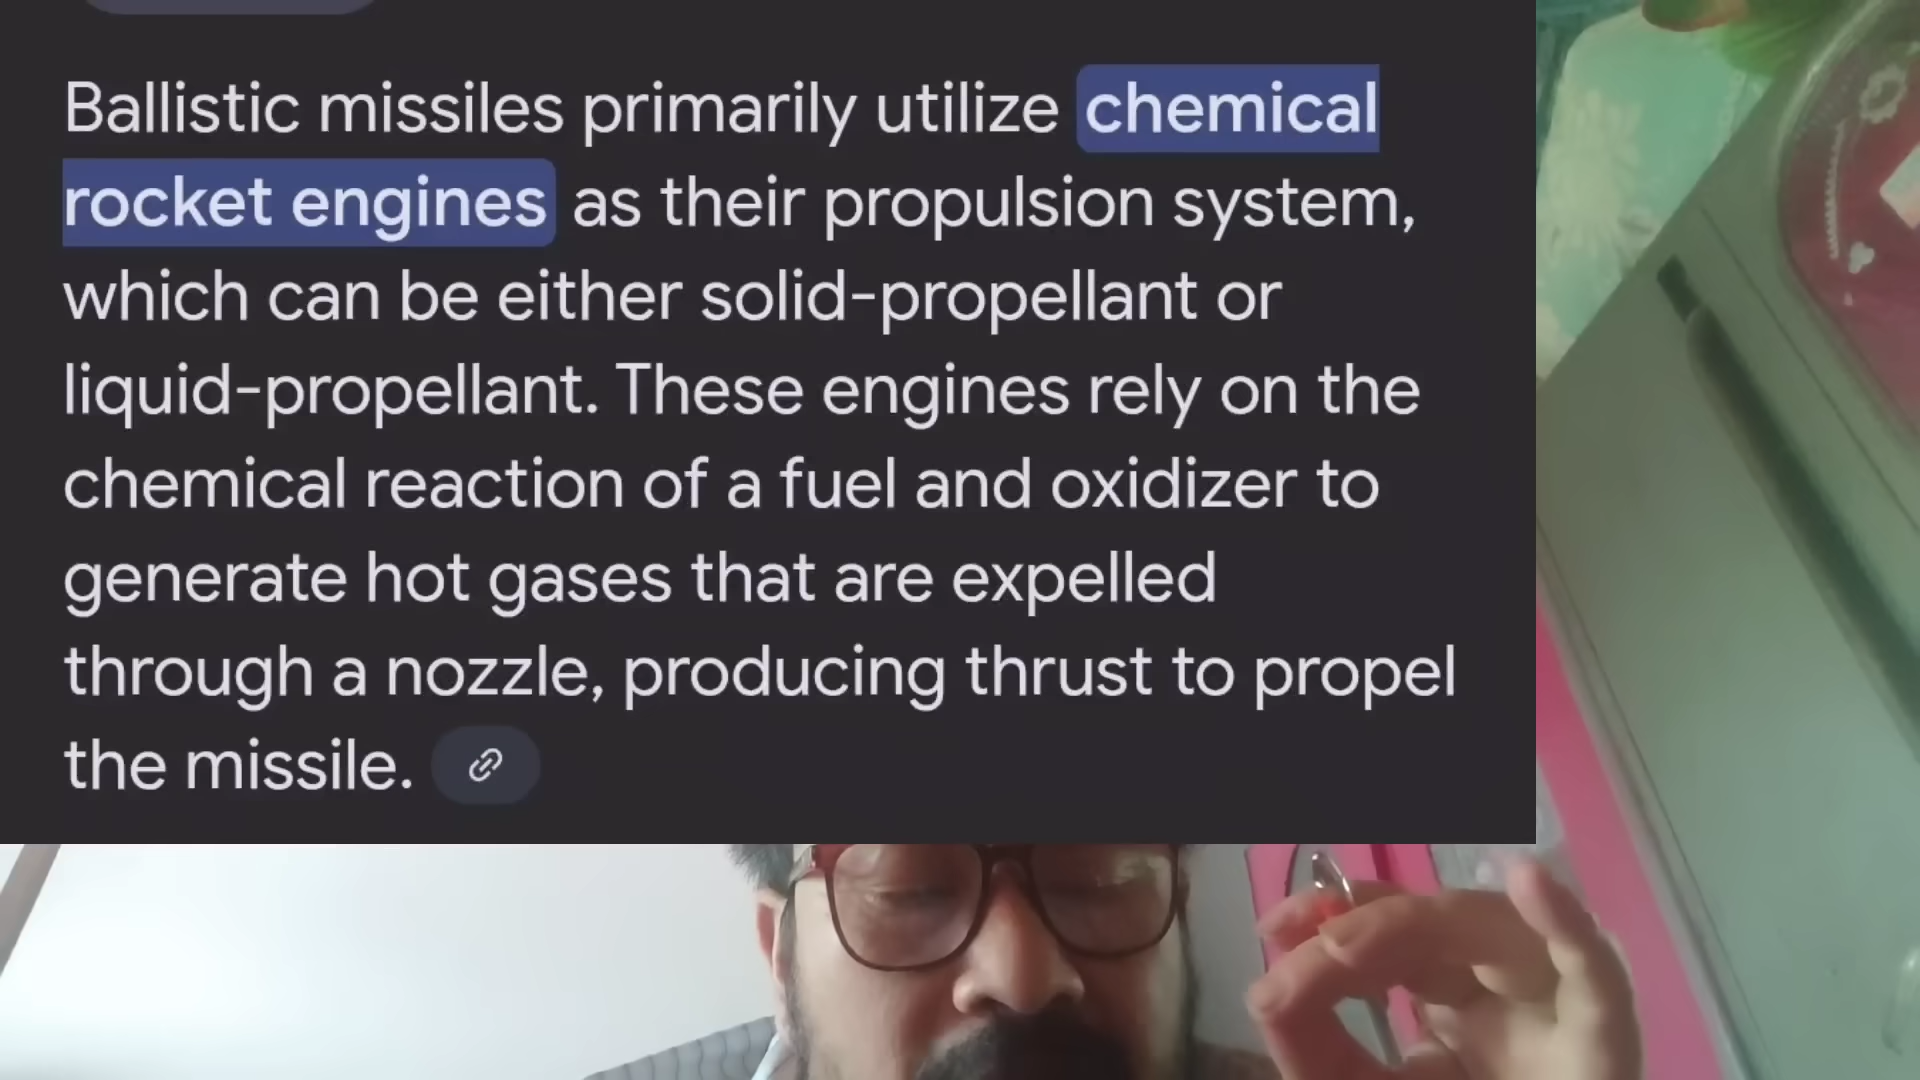 Ballistic missiles primarily utilize chemical
rocket engines as their propulsion system,
which can be either solid-propellant or
liquid-propellant. These engines rely on the
chemical reaction of a fuel and oxidizer to
generate hot gases that are expelled
through a nozzle, producing thrust to propel
the missile.